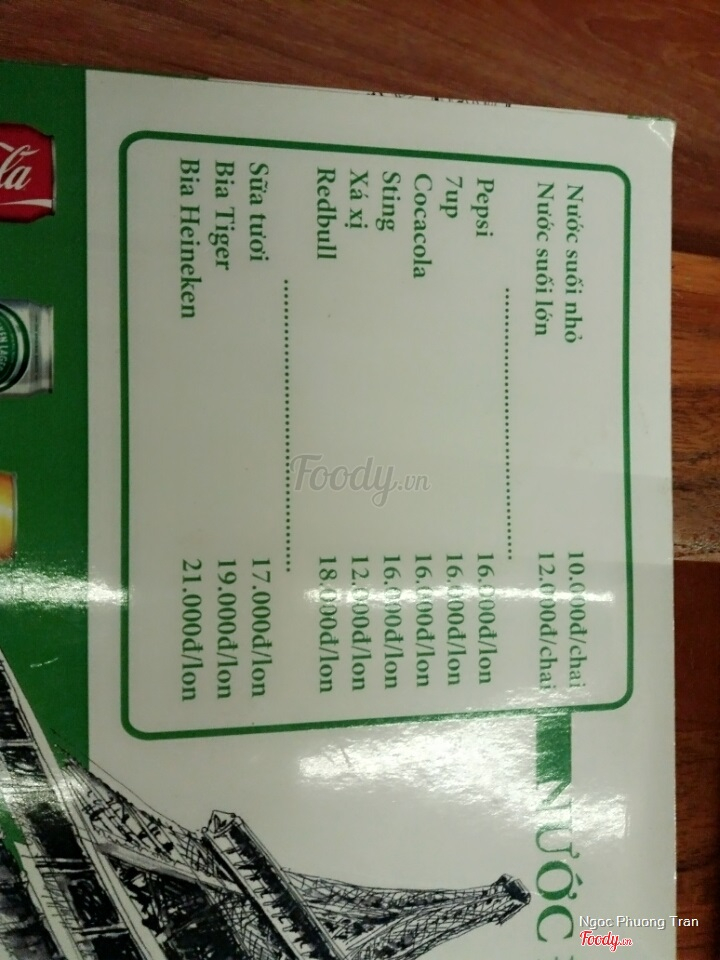 NƯỚC
Nước suối nhỏ 10.000đ/chai
Nước suối lớn 12.000đ/chai
Pepsi 16.000đ/lon
7up 16.000đ/lon
Cocacola 16.000đ/lon
Sting 16.000đ/lon
Xá xị 12.000đ/lon
Redbull 18.000đ/lon
Sữa tươi 17.000đ/lon
Bia Tiger 19.000đ/lon
Bia Heineken 21.000đ/lon
Foody.vn
Ngoc Phuong Tran
Foody.vn